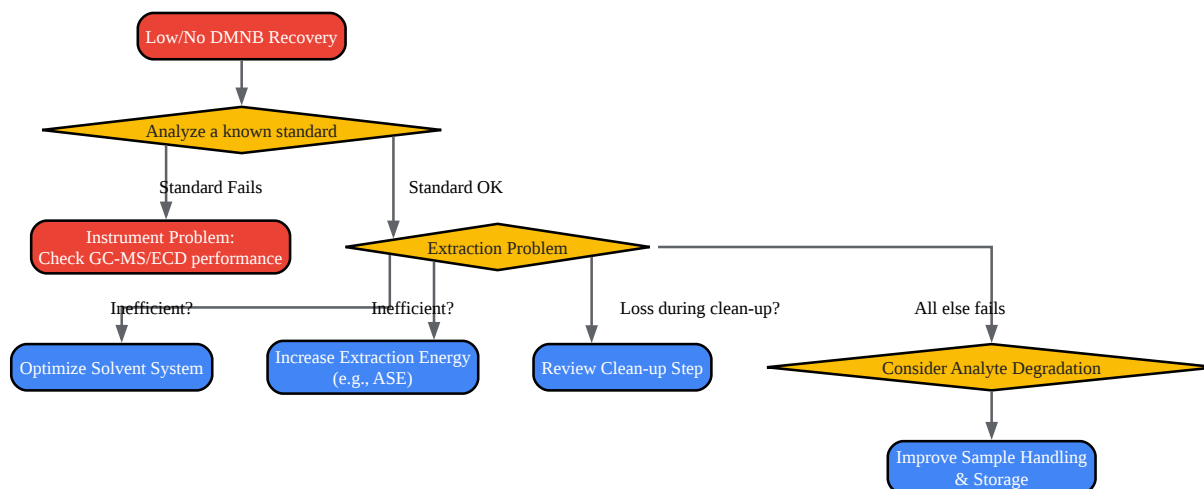 Low/No DMNB Recovery
Analyze a known standard
Standard Fails
Standard OK
Instrument Problem:
Check GC-MS/ECD performance
Extraction Problem
Inefficient?
Inefficient?
Loss during clean-up?
All else fails
Optimize Solvent System
Increase Extraction Energy
(e.g., ASE)
Review Clean-up Step
Consider Analyte Degradation
Improve Sample Handling
& Storage